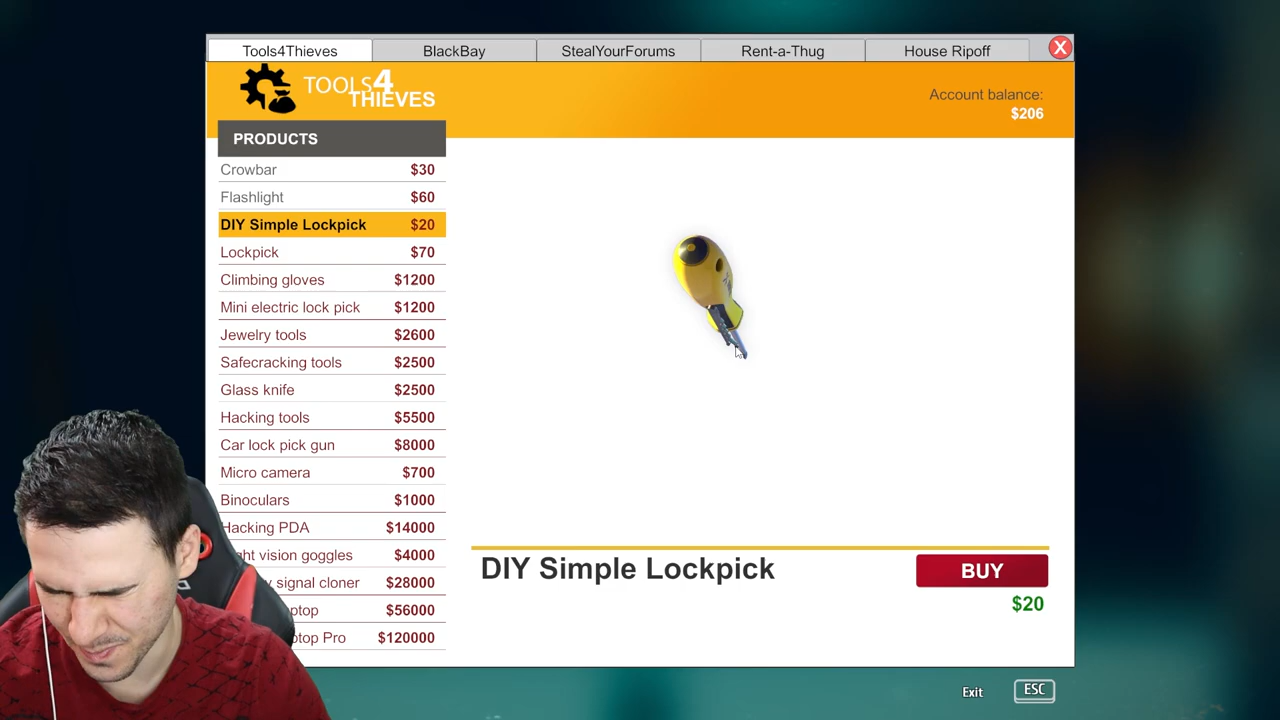 Tools4Thieves BlackBay StealYourForums Rent-a-Thug House Ripoff X
TOOLS4
THIEVES
Account balance:
$206
PRODUCTS
Crowbar $30
Flashlight $60
DIY Simple Lockpick $20
Lockpick $70
Climbing gloves $1200
Mini electric lock pick $1200
Jewelry tools $2600
Safecracking tools $2500
Glass knife $2500
Hacking tools $5500
Car lock pick gun $8000
Micro camera $700
Binoculars $1000
Hacking PDA $14000
vision goggles $4000
signal cloner $28000
$56000
Pro $120000
DIY Simple Lockpick
BUY
$20
Exit ESC